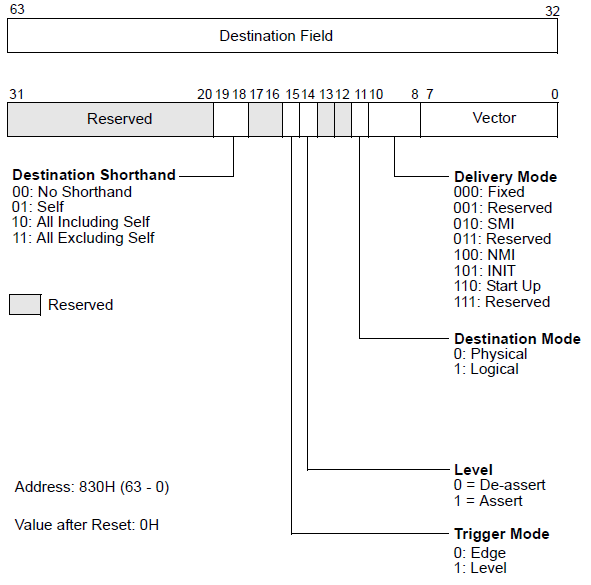 63 32
Destination Field
31 20 19 18 17 16 15 14 13 12 11 10 8 7 0
Reserved Vector
Destination Shorthand
00: No Shorthand
01: Self
10: All Including Self
11: All Excluding Self
Reserved
Delivery Mode
000: Fixed
001: Reserved
010: SMI
011: Reserved
100: NMI
101: INIT
110: Start Up
111: Reserved
Destination Mode
0: Physical
1: Logical
Level
0 = De-assert
1 = Assert
Address: 830H (63 - 0)
Value after Reset: 0H
Trigger Mode
0: Edge
1: Level